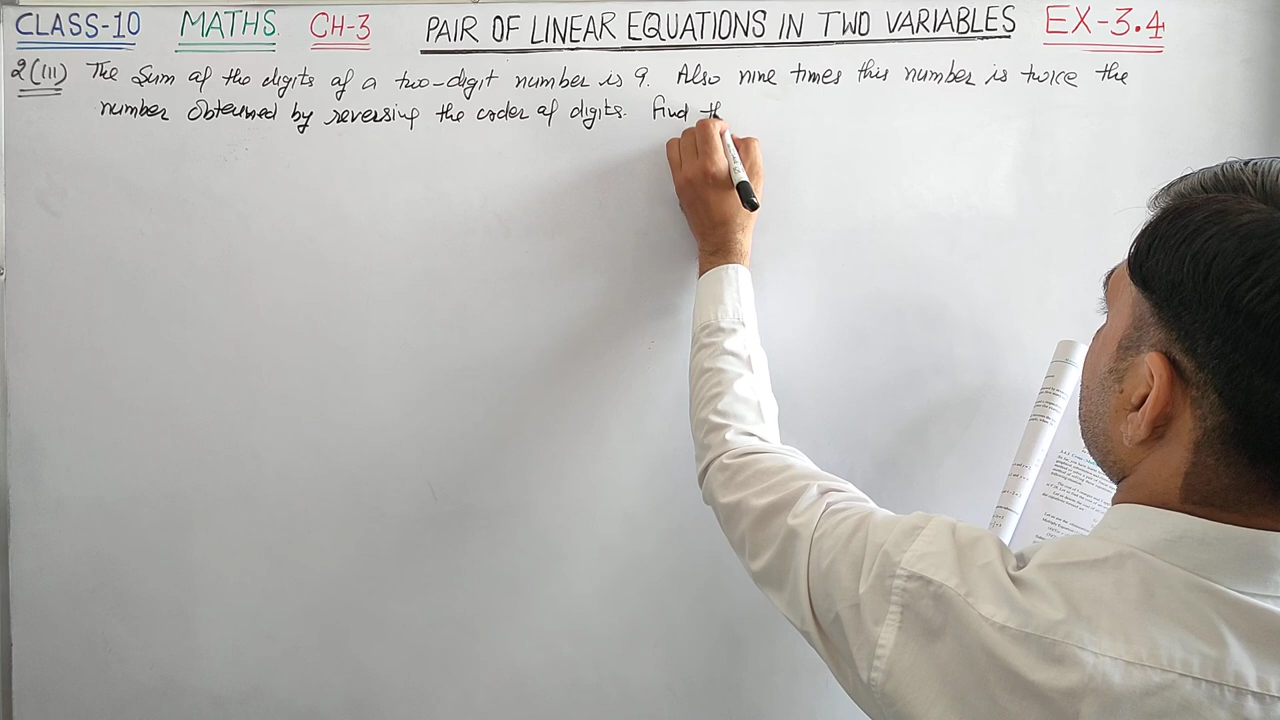 CLASS-10 MATHS CH-3 PAIR OF LINEAR EQUATIONS IN TWO VARIABLES EX-3.4
2(III) The Sum of the digits of a two-digit number is 9. Also nine times this number is twice the
number obtained by reversing the order of digits. Find th